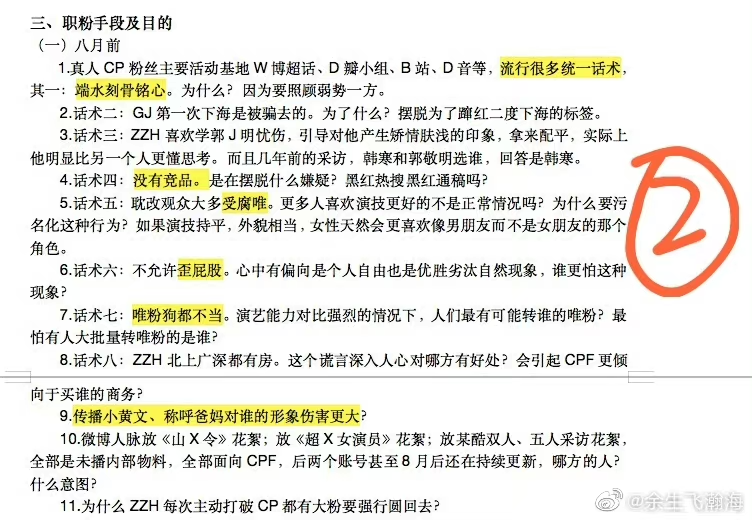 三、职粉手段及目的
（一）八月前
1.真人 CP 粉丝主要活动基地 W 博超话、D 瓣小组、B 站、D 音等，流行很多统一话术，
其一：端水刻骨铭心。为什么？因为要照顾弱势一方。
2.话术二：GJ 第一次下海是被骗去的。为了什么？摆脱为了蹿红二度下海的标签。
3.话术三：ZZH 喜欢学郭 J 明忧伤，引导对他产生矫情肤浅的印象，拿来配平，实际上
他明显比另一个人更懂思考。而且几年前的采访，韩寒和郭敬明选谁，回答是韩寒。
4.话术四：没有竞品。是在摆脱什么嫌疑？黑红热搜黑红通稿吗？
5.话术五：耽改观众大多受腐唯。更多人喜欢演技更好的不是正常情况吗？为什么要污
名化这种行为？如果演技持平，外貌相当，女性天然会更喜欢像男朋友而不是女朋友的那个
角色。
6.话术六：不允许歪屁股。心中有偏向是个人自由也是优胜劣汰自然现象，谁更怕这种
现象？
7.话术七：唯粉狗都不当。演艺能力对比强烈的情况下，人们最有可能转谁的唯粉？最
怕有人大批量转唯粉的是谁？
8.话术八：ZZH 北上广深都有房。这个谎言深入人心对哪方有好处？会引起 CPF 更倾
向于买谁的商务？
9.传播小黄文、称呼爸妈对谁的形象伤害更大?
10.微博人脉放《山 X 令》花絮；放《超 X 女演员》花絮；放某酷双人、五人采访花絮，
全部是未播内部物料，全部面向 CPF，后两个账号甚至 8 月后还在持续更新，哪方的人？
什么意图？
11.为什么 ZZH 每次主动打破 CP 都有大粉要强行圆回去？
2
@余生飞瀚海